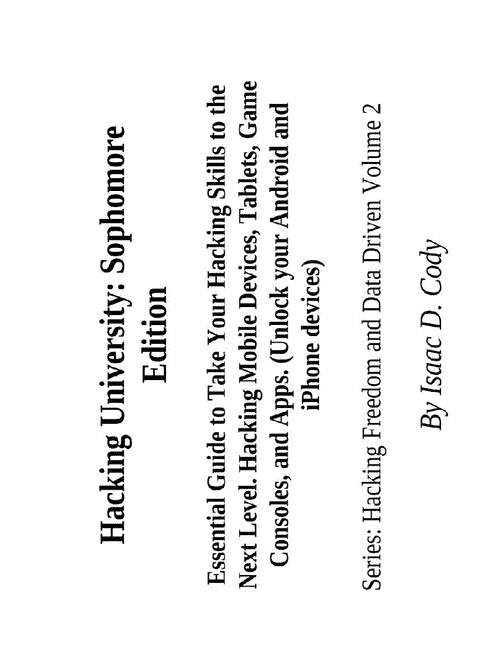 Hacking University: Sophomore
Edition
Essential Guide to Take Your Hacking Skills to the
Next Level. Hacking Mobile Devices, Tablets, Game
Consoles, and Apps. (Unlock your Android and
iPhone devices)
Series: Hacking Freedom and Data Driven Volume 2
By Isaac D. Cody